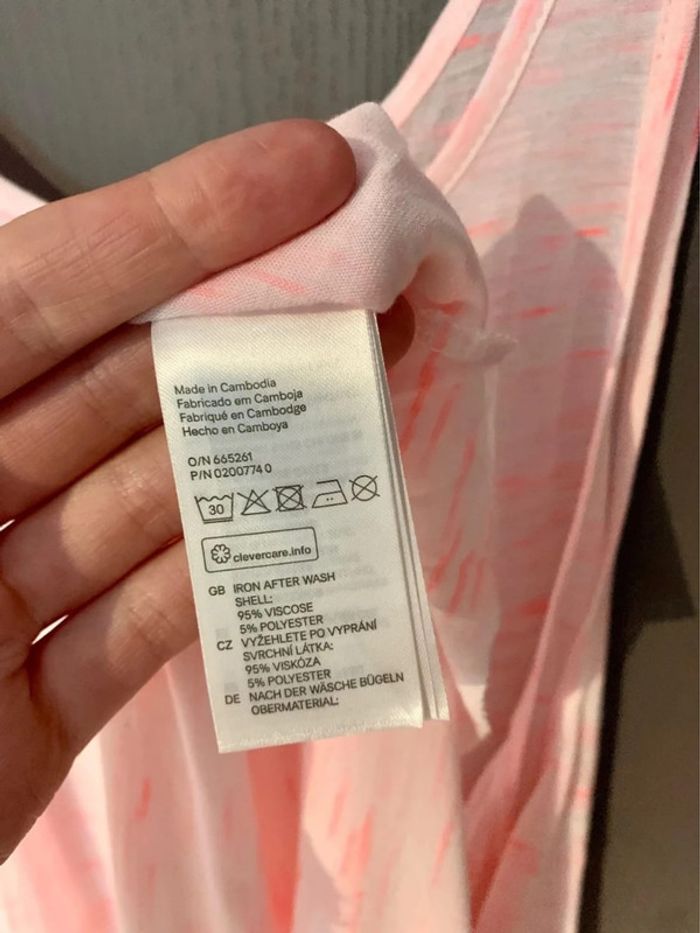 Made in Cambodia
Fabricado em Camboja
Fabriqué en Cambodge
Hecho en Camboya
O/N 665261
P/N 0200774 0
30
clevercare.info
GB IRON AFTER WASH
SHELL:
95% VISCOSE
5% POLYESTER
CZ VYŽEHLETE PO VYPRÁNÍ
SVRCHNÍ LÁTKA:
95% VISKÓZA
5% POLYESTER
DE NACH DER WÄSCHE BÜGELN
OBERMATERIAL: